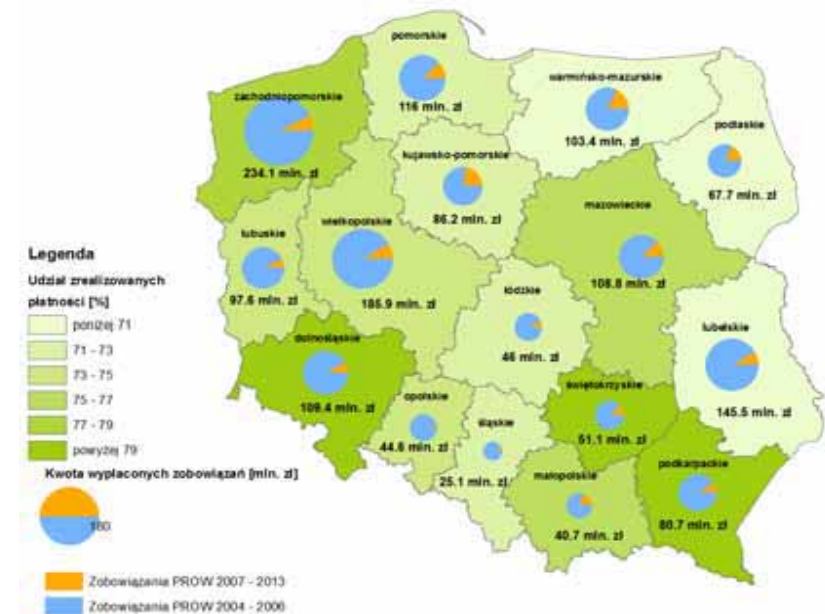 pomorskie
116 mln. zł
warmińsko-mazurskie
103.4 mln. zł
podlaskie
67.7 mln. zł
zachodniopomorskie
234.1 mln. zł
kujawsko-pomorskie
86.2 mln. zł
mazowieckie
108.8 mln. zł
lubuskie
97.6 mln. zł
wielkopolskie
185.9 mln. zł
łódzkie
46 mln. zł
lubelskie
145.5 mln. zł
dolnośląskie
109.4 mln. zł
opolskie
44.6 mln. zł
śląskie
25.1 mln. zł
świętokrzyskie
51.1 mln. zł
małopolskie
40.7 mln. zł
podkarpackie
80.7 mln. zł
Legenda
Udział zrealizowanych
płatności [%]
poniżej 71
71 - 73
73 - 75
75 - 77
77 - 79
powyżej 79
Kwota wypłaconych zobowiązań [mln. zł]
180
Zobowiązania PROW 2007 - 2013
Zobowiązania PROW 2004 - 2006